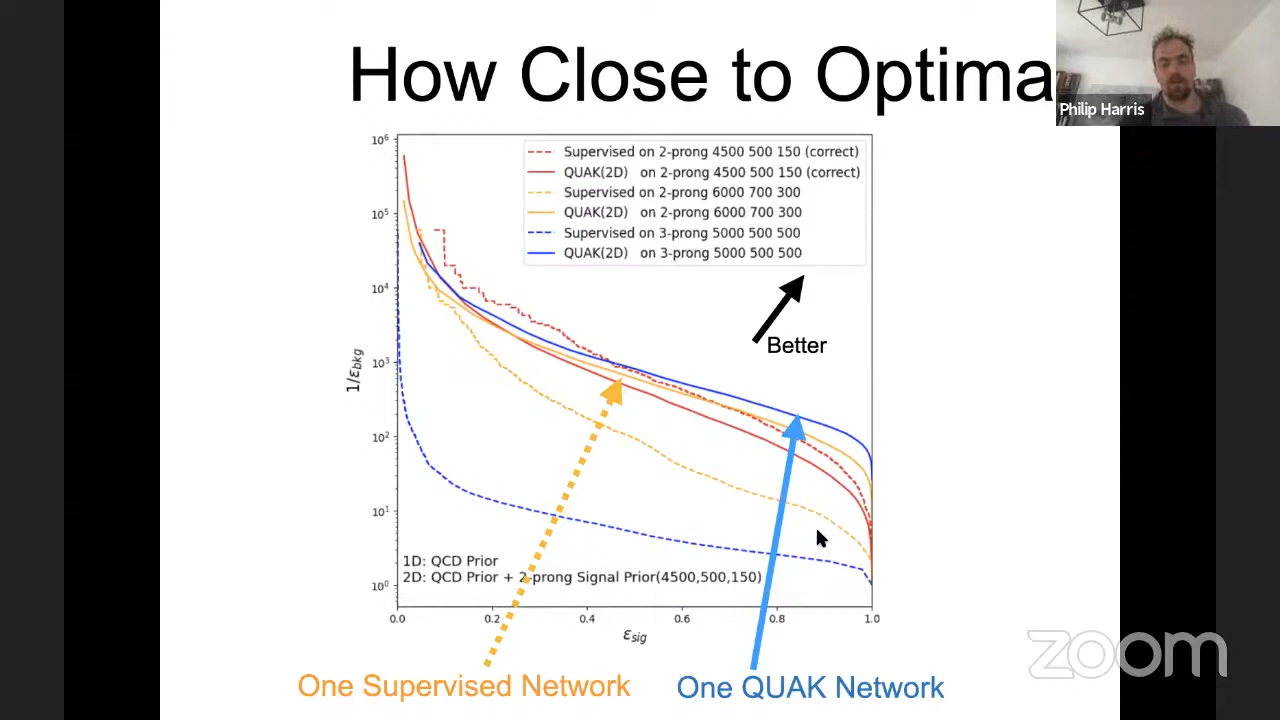 How Close to Optima
Philip Harris
Supervised on 2-prong 4500 500 150 (correct)
QUAK(2D) on 2-prong 4500 500 150 (correct)
Supervised on 2-prong 6000 700 300
QUAK(2D) on 2-prong 6000 700 300
Supervised on 3-prong 5000 500 500
QUAK(2D) on 3-prong 5000 500 500
Better
10⁶
10⁵
10⁴
10³
10²
10¹
10⁰
1/ε_bkg
1D: QCD Prior
2D: QCD Prior + 2-prong Signal Prior(4500,500,150)
0.0 0.2 0.4 0.6 0.8 1.0
ε_sig
zoom
One Supervised Network
One QUAK Network